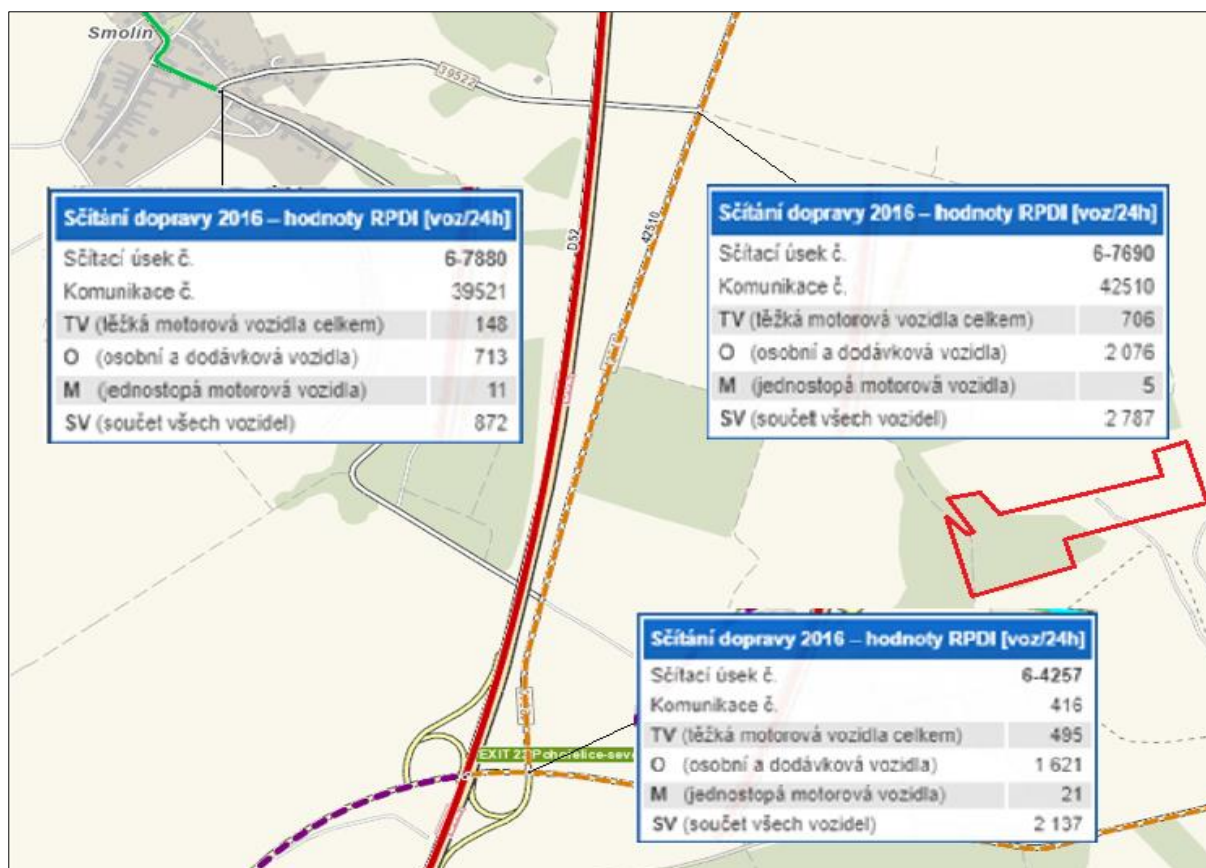 Smolín
39522
D52
42510
Sčítání dopravy 2016 – hodnoty RPDI [voz/24h]
Sčítací úsek č. 6-7880
Komunikace č. 39521
TV (těžká motorová vozidla celkem) 148
O (osobní a dodávková vozidla) 713
M (jednostopá motorová vozidla) 11
SV (součet všech vozidel) 872
Sčítání dopravy 2016 – hodnoty RPDI [voz/24h]
Sčítací úsek č. 6-7690
Komunikace č. 42510
TV (těžká motorová vozidla celkem) 706
O (osobní a dodávková vozidla) 2 076
M (jednostopá motorová vozidla) 5
SV (součet všech vozidel) 2 787
Sčítání dopravy 2016 – hodnoty RPDI [voz/24h]
Sčítací úsek č. 6-4257
Komunikace č. 416
TV (těžká motorová vozidla celkem) 495
O (osobní a dodávková vozidla) 1 621
M (jednostopá motorová vozidla) 21
SV (součet všech vozidel) 2 137
EXIT 23 Pohořelice-sev